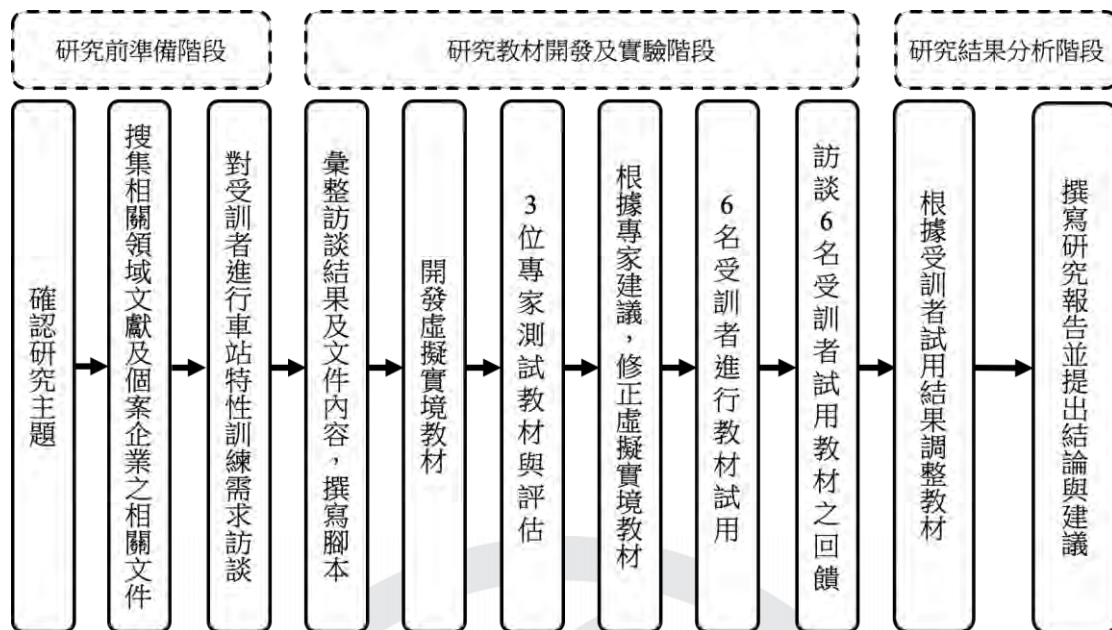 研究前準備階段
研究教材開發及實驗階段
研究結果分析階段
確認研究主題
搜集相關領域文獻及個案企業之相關文件
對受訓者進行車站特性訓練需求訪談
彙整訪談結果及文件內容，撰寫腳本
開發虛擬實境教材
3位專家測試教材與評估
根據專家建議，修正虛擬實境教材
6名受訓者進行教材試用
訪談6名受訓者試用教材之回饋
根據受訓者試用結果調整教材
撰寫研究報告並提出結論與建議